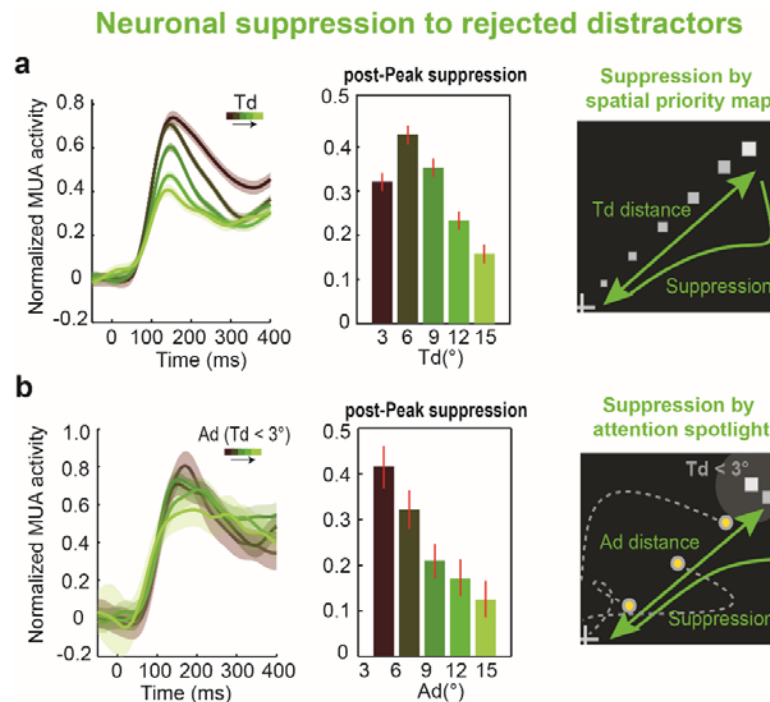 Neuronal suppression to rejected distractors
a
Normalized MUA activity
0.8
0.6
0.4
0.2
0
-0.2
Td
0 100 200 300 400
Time (ms)
post-Peak suppression
0.5
0.4
0.3
0.2
0.1
0
3 6 9 12 15
Td(°)
Suppression by
spatial priority map
Td distance
Suppression
b
Normalized MUA activity
1.0
0.8
0.6
0.4
0.2
0
-0.2
Ad (Td < 3°)
0 100 200 300 400
Time (ms)
post-Peak suppression
0.5
0.4
0.3
0.2
0.1
0
3 6 9 12 15
Ad(°)
Suppression by
attention spotlight
Td < 3°
Ad distance
Suppression